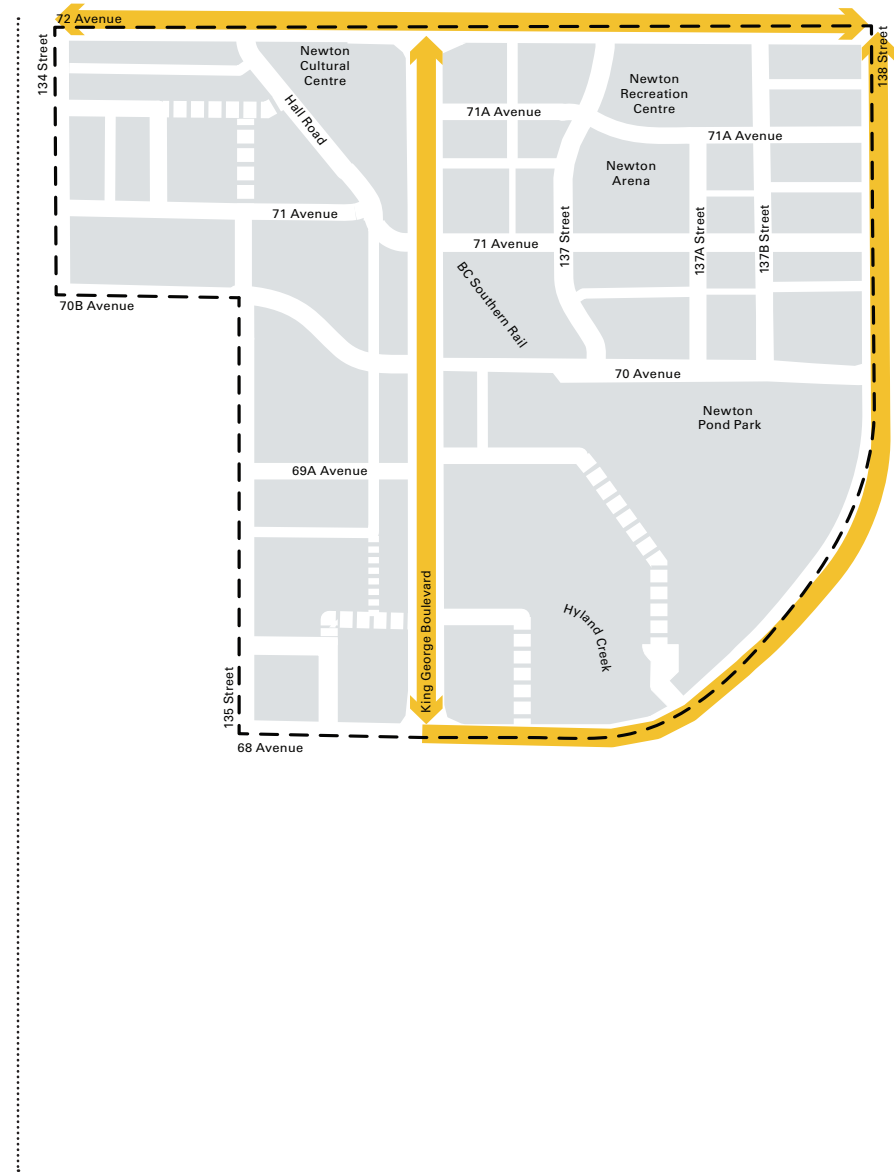 72 Avenue
134 Street
138 Street
Newton
Cultural
Centre
Hall Road
Newton
Recreation
Centre
71A Avenue
71A Avenue
Newton
Arena
71 Avenue
71 Avenue
137 Street
137A Street
137B Street
BC Southern Rail
70B Avenue
70 Avenue
Newton
Pond Park
69A Avenue
King George Boulevard
Hyland Creek
135 Street
68 Avenue